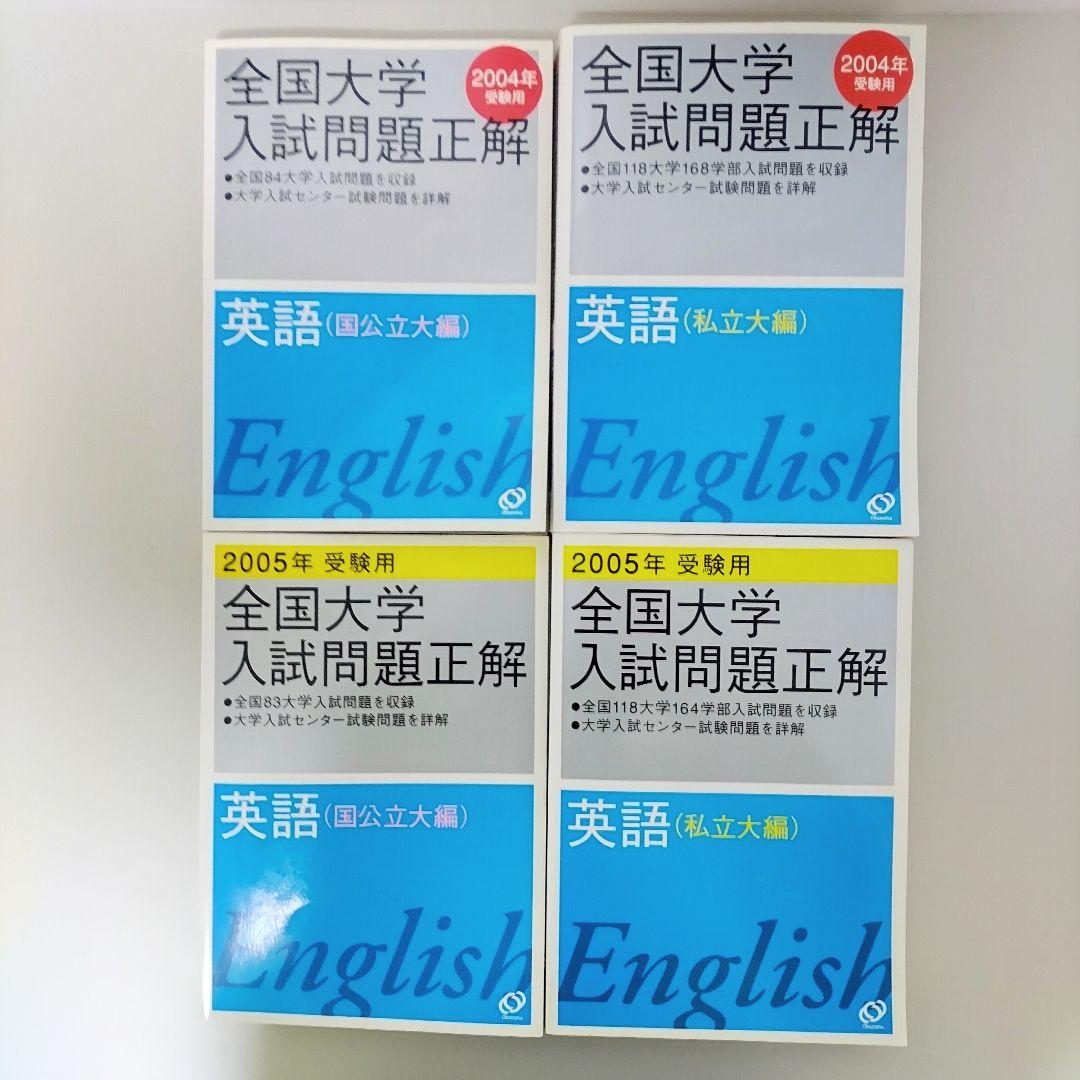 全国大学
入試問題正解
2004年
受験用
●全国84大学入試問題を収録
●大学入試センター試験問題を詳解
英語(国公立大編)
English
Obunsha
全国大学
入試問題正解
2004年
受験用
●全国118大学168学部入試問題を収録
●大学入試センター試験問題を詳解
英語(私立大編)
English
Obunsha
2005年 受験用
全国大学
入試問題正解
●全国83大学入試問題を収録
●大学入試センター試験問題を詳解
英語(国公立大編)
English
Obunsha
2005年 受験用
全国大学
入試問題正解
●全国118大学164学部入試問題を収録
●大学入試センター試験問題を詳解
英語(私立大編)
English
Obunsha